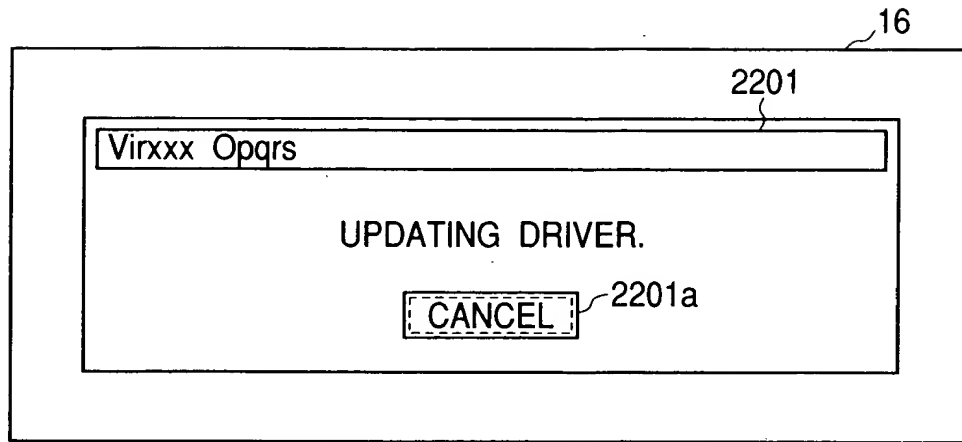 16
2201
Virxxx Opqrs
UPDATING DRIVER.
CANCEL 2201a